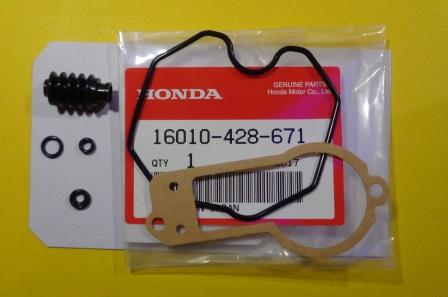 HONDA
GENUINE PARTS
Honda Motor Co., Ltd.
16010-428-671
QTY 1